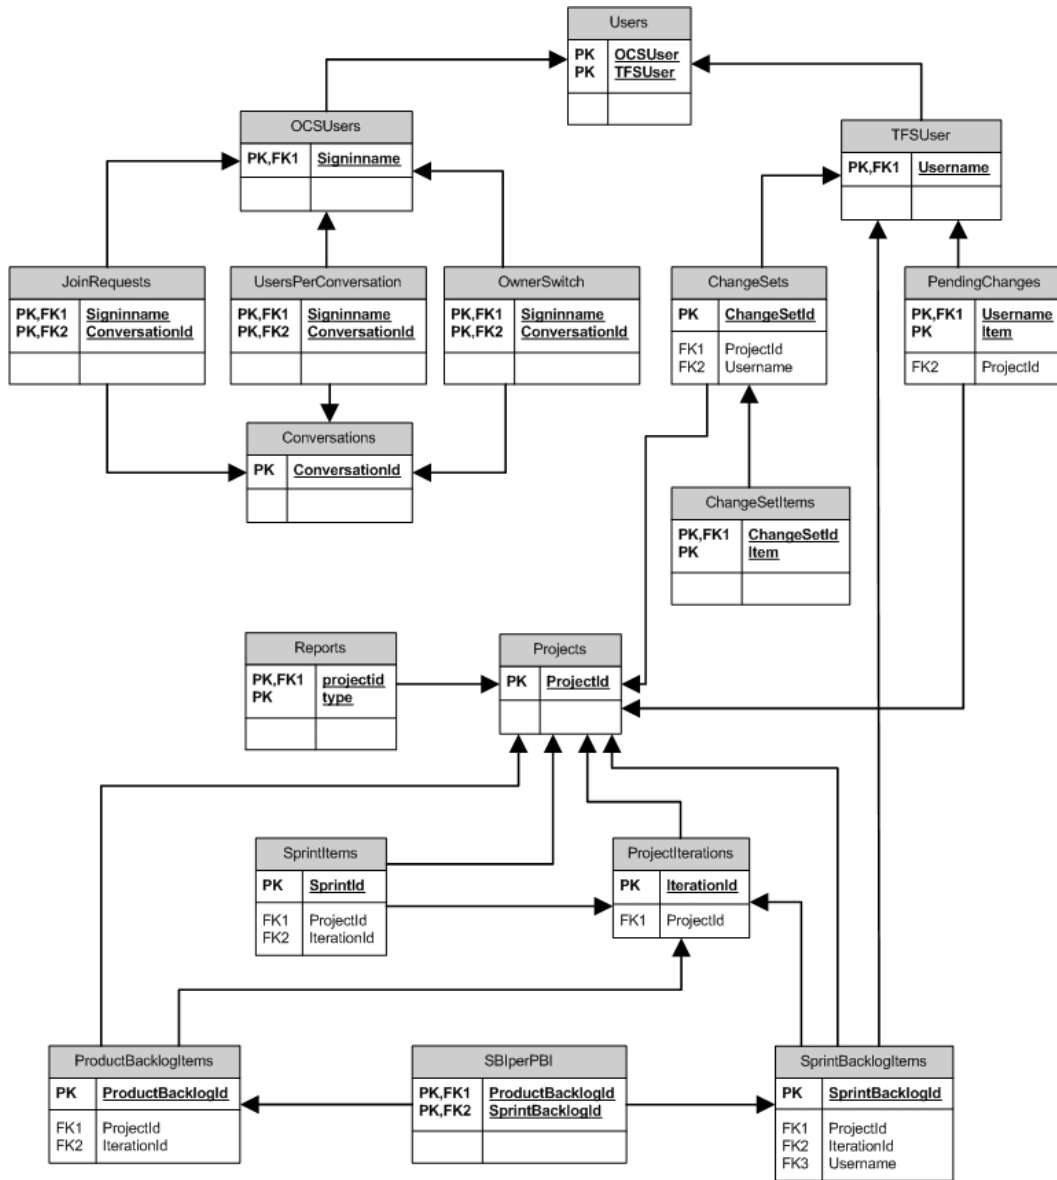 Users
PK OCSUser
PK TFSUser
OCSUsers
PK,FK1 Signinname
TFSUser
PK,FK1 Username
JoinRequests
PK,FK1 Signinname
PK,FK2 ConversationId
UsersPerConversation
PK,FK1 Signinname
PK,FK2 ConversationId
OwnerSwitch
PK,FK1 Signinname
PK,FK2 ConversationId
ChangeSets
PK ChangeSetId
FK1 ProjectId
FK2 Username
PendingChanges
PK,FK1 Username
PK Item
FK2 ProjectId
Conversations
PK ConversationId
ChangeSetItems
PK,FK1 ChangeSetId
PK Item
Reports
PK,FK1 projectid
PK type
Projects
PK ProjectId
SprintItems
PK SprintId
FK1 ProjectId
FK2 IterationId
ProjectIterations
PK IterationId
FK1 ProjectId
ProductBacklogItems
PK ProductBacklogId
FK1 ProjectId
FK2 IterationId
SBIperPBI
PK,FK1 ProductBacklogId
PK,FK2 SprintBacklogId
SprintBacklogItems
PK SprintBacklogId
FK1 ProjectId
FK2 IterationId
FK3 Username